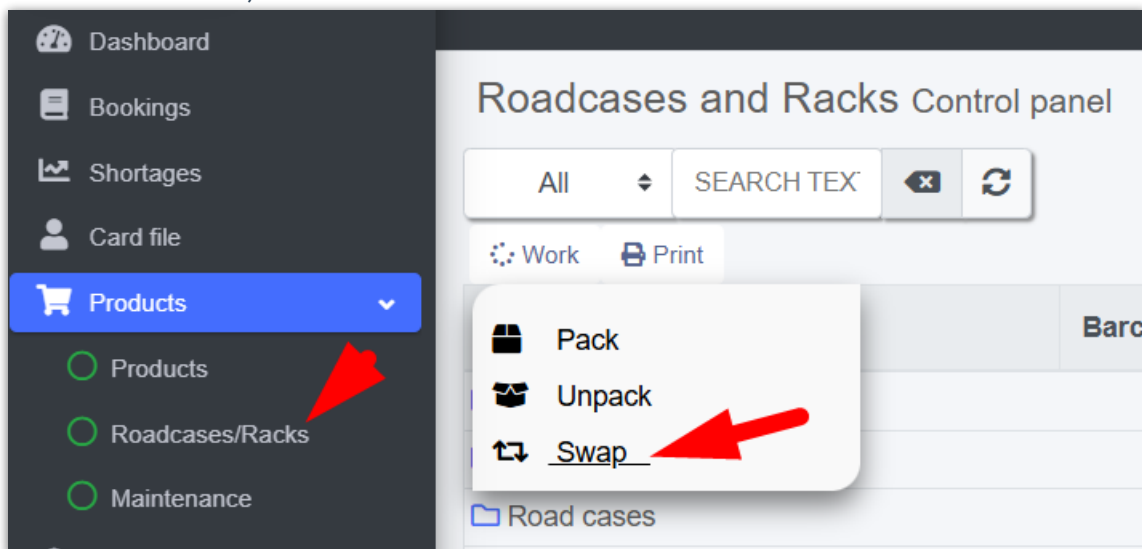 Dashboard
Bookings
Shortages
Card file
Products
Products
Roadcases/Racks
Maintenance
Roadcases and Racks Control panel
All
SEARCH TEX
Work
Print
Barc
Pack
Unpack
Swap
Road cases